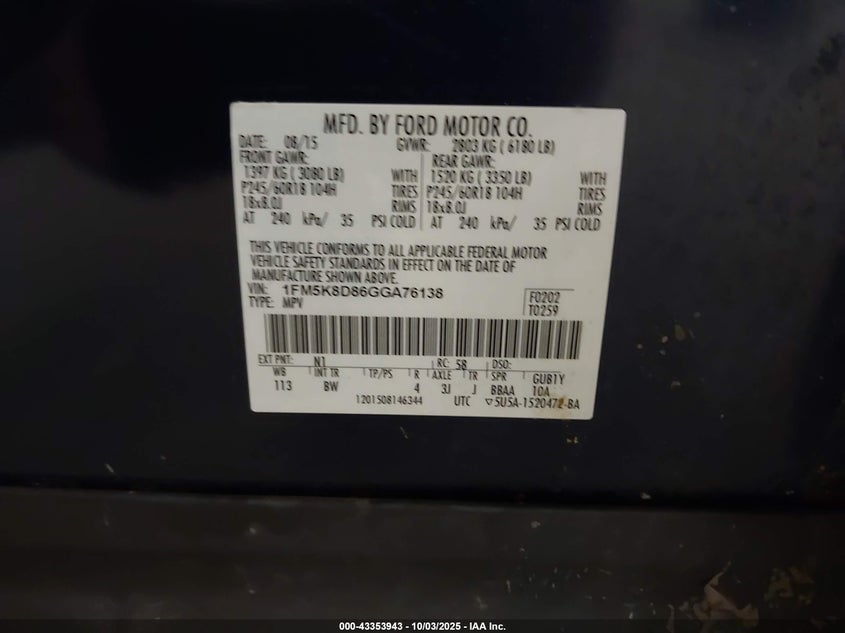 MFD. BY FORD MOTOR CO.
DATE: 08/15 GVWR: 2803 KG ( 6180 LB)
FRONT GAWR: REAR GAWR:
1397 KG ( 3080 LB) WITH 1520 KG ( 3350 LB) WITH
P245/60R18 104H TIRES P245/60R18 104H TIRES
18x8.0J RIMS 18x8.0J RIMS
AT 240 kPa/ 35 PSI COLD AT 240 kPa/ 35 PSI COLD
THIS VEHICLE CONFORMS TO ALL APPLICABLE FEDERAL MOTOR
VEHICLE SAFETY STANDARDS IN EFFECT ON THE DATE OF
MANUFACTURE SHOWN ABOVE.
VIN: 1FM5K8D86GGA76138 F0202
TYPE: MPV T0259
EXT PNT: N1 RC: 58 DSO:
WB INT TR TP/PS R AXLE TR SPR GUB1Y
113 BW 4 3J J BBAA 10A
1201508146344 UTC ▽5U5A-1520472-BA
000-43353943 - 10/03/2025 - IAA Inc.